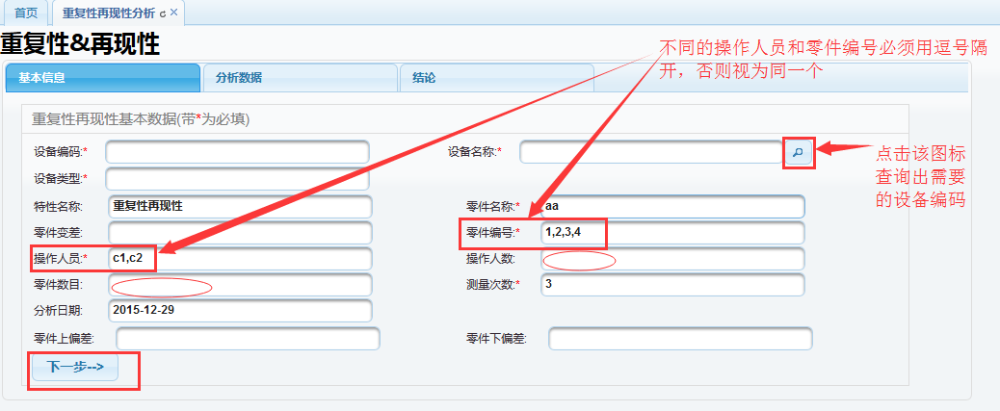 首页 重复性再现性分析
重复性&再现性
不同的操作人员和零件编号必须用逗号隔
开，否则视为同一个
基本信息 分析数据 结论
重复性再现性基本数据(带*为必填)
设备编码:* 设备名称:*
点击该图标
查询出需要
的设备编码
设备类型:*
特性名称: 重复性再现性 零件名称:* aa
零件变差: 零件编号:* 1,2,3,4
操作人员:* c1,c2 操作人数:
零件数目: 测量次数:* 3
分析日期: 2015-12-29
零件上偏差: 零件下偏差:
下一步-->